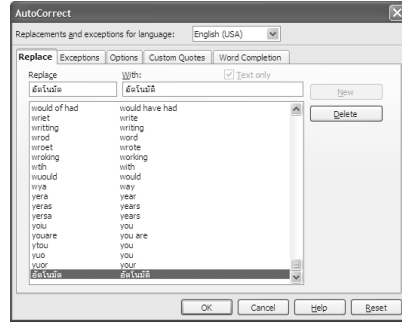 AutoCorrect
Replacements and exceptions for language: English (USA)
Replace Exceptions Options Custom Quotes Word Completion
Replace With: Text only
อัตโนมัต อัตโนมัติ New
would of had would have had Delete
wriet write
writting writing
wrod word
wroet wrote
wroking working
wtih with
wuould would
wya way
yera year
yeras years
yersa years
yoiu you
youare you are
ytou you
yuo you
yuor your
อัตโนมัต อัตโนมัติ
OK Cancel Help Reset